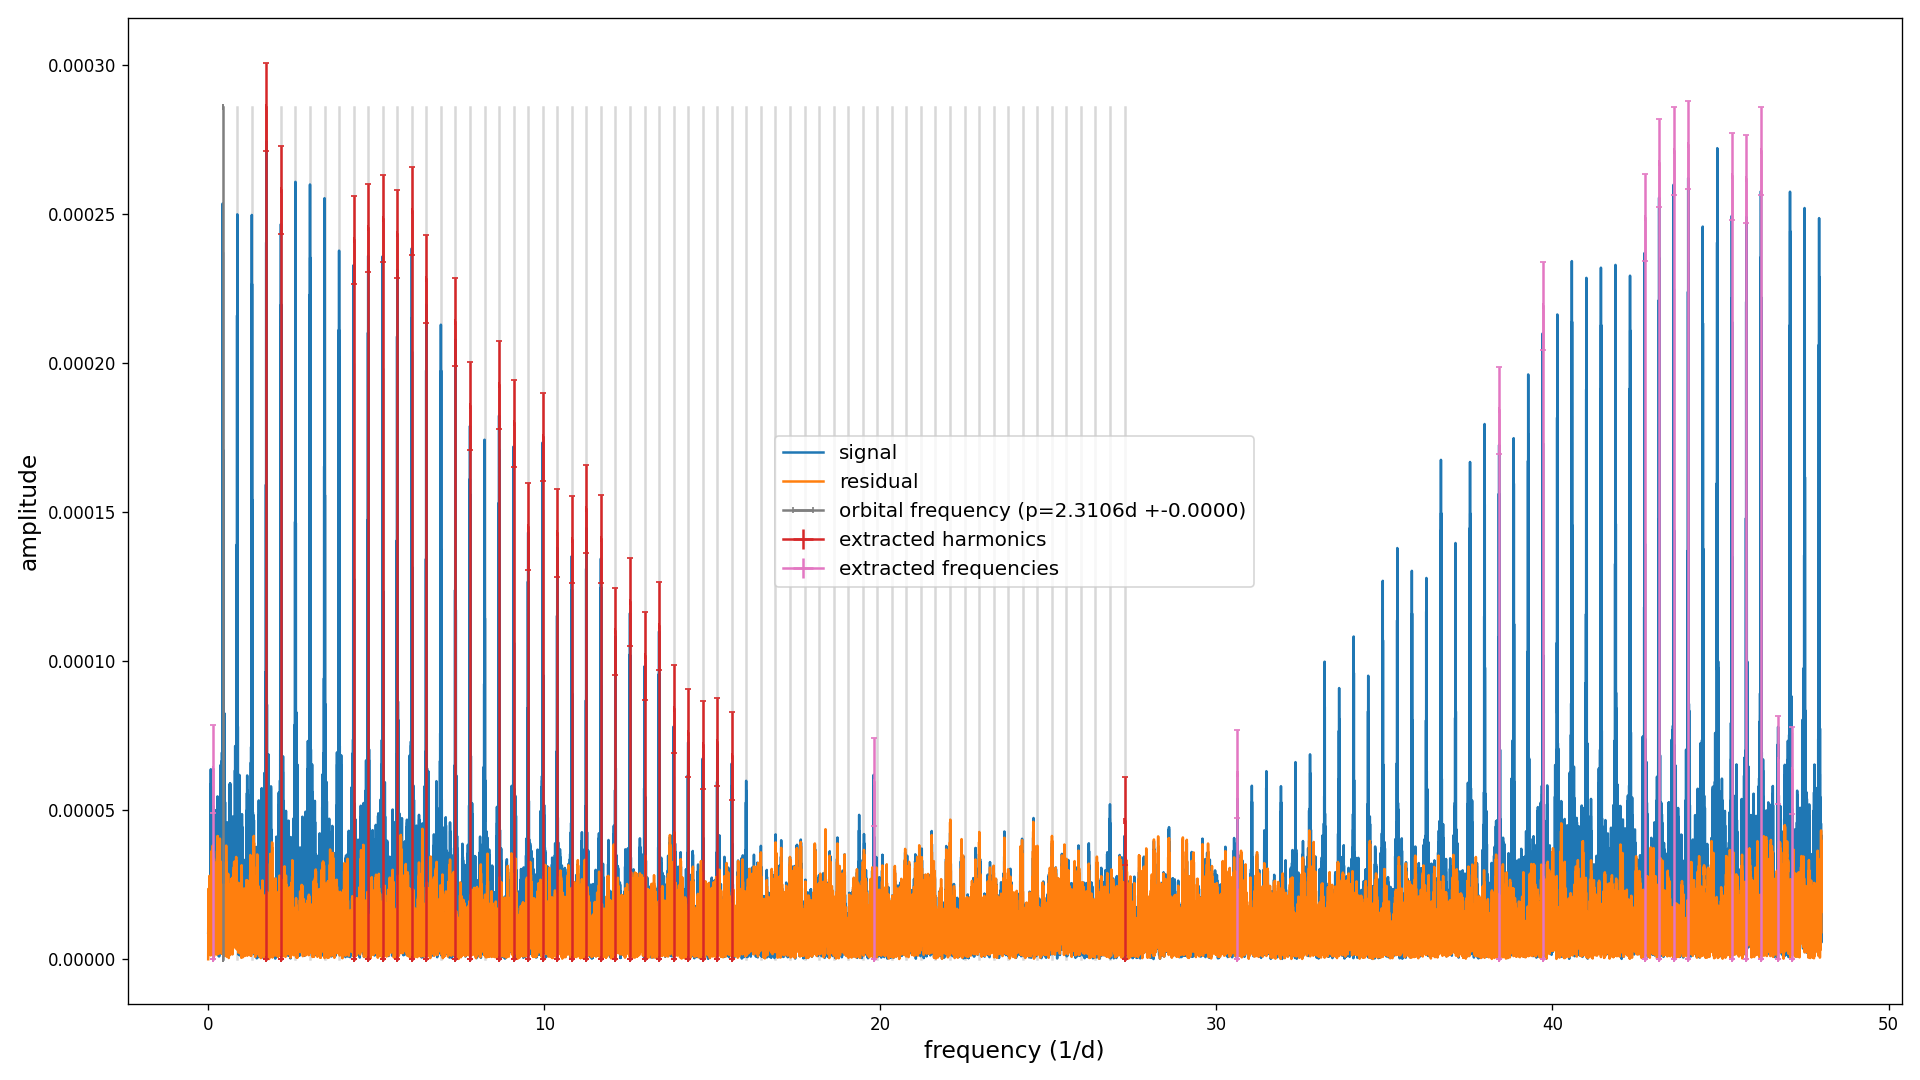 0.00030
0.00025
0.00020
0.00015
0.00010
0.00005
0.00000
amplitude
signal
residual
orbital frequency (p=2.3106d +-0.0000)
extracted harmonics
extracted frequencies
0 10 20 30 40 50
frequency (1/d)